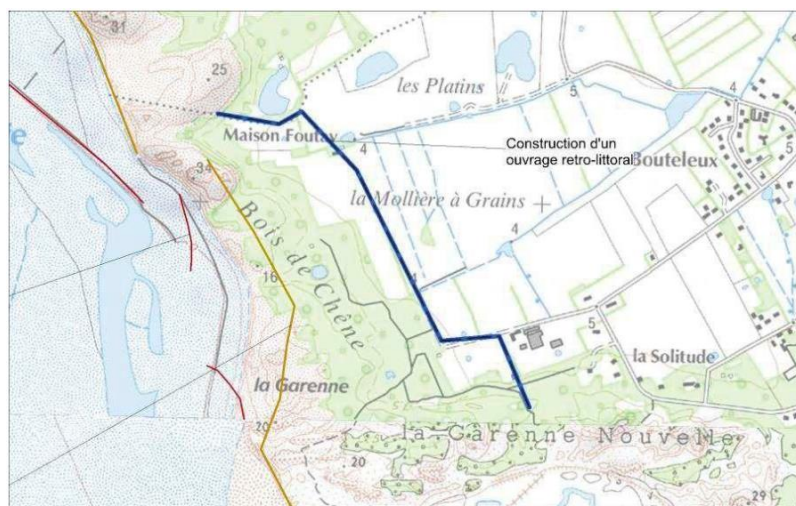 31
25
les Platins
5
4
Maison Foutay
4
Construction d'un
ouvrage retro-littoral
Bouteleux
5
34
la Mollière à Grains
4
Bois de Chêne
16
4
5
la Solitude
la Garenne
20
la Garenne Nouvelle
20
29